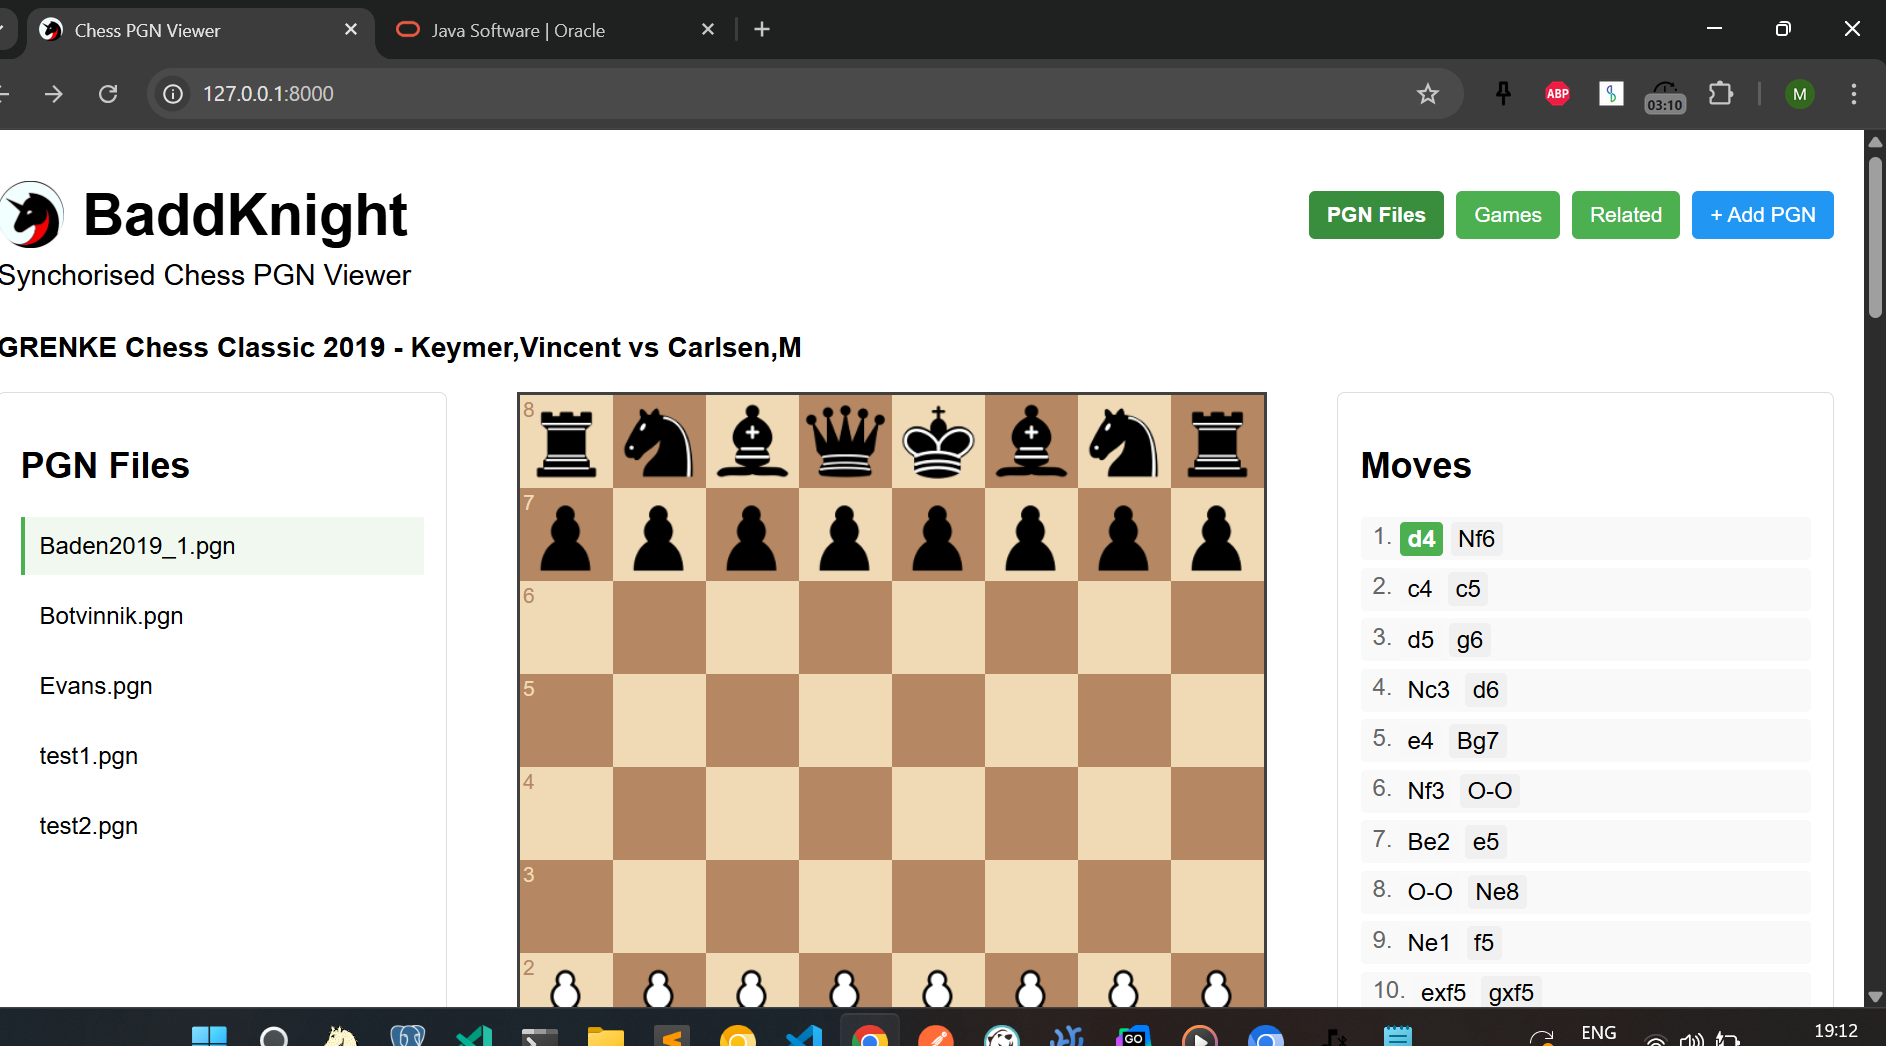 Chess PGN Viewer
Java Software | Oracle
127.0.0.1:8000
ABP
03:10
M
BaddKnight
PGN Files
Games
Related
+ Add PGN
Synchorised Chess PGN Viewer
GRENKE Chess Classic 2019 - Keymer,Vincent vs Carlsen,M
PGN Files
Baden2019_1.pgn
Botvinnik.pgn
Evans.pgn
test1.pgn
test2.pgn
8
7
6
5
4
3
2
Moves
1. d4 Nf6
2. c4 c5
3. d5 g6
4. Nc3 d6
5. e4 Bg7
6. Nf3 O-O
7. Be2 e5
8. O-O Ne8
9. Ne1 f5
10. exf5 gxf5
GO
ENG
19:12